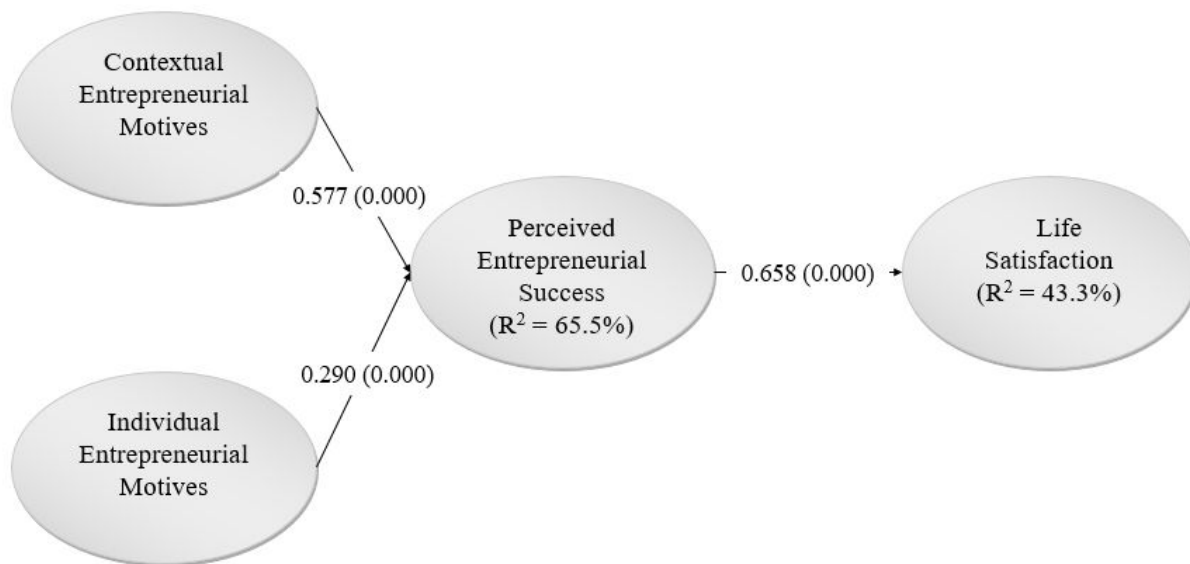 Contextual
Entrepreneurial
Motives
0.577 (0.000)
Perceived
Entrepreneurial
Success
(R² = 65.5%)
0.658 (0.000)
Life
Satisfaction
(R² = 43.3%)
0.290 (0.000)
Individual
Entrepreneurial
Motives